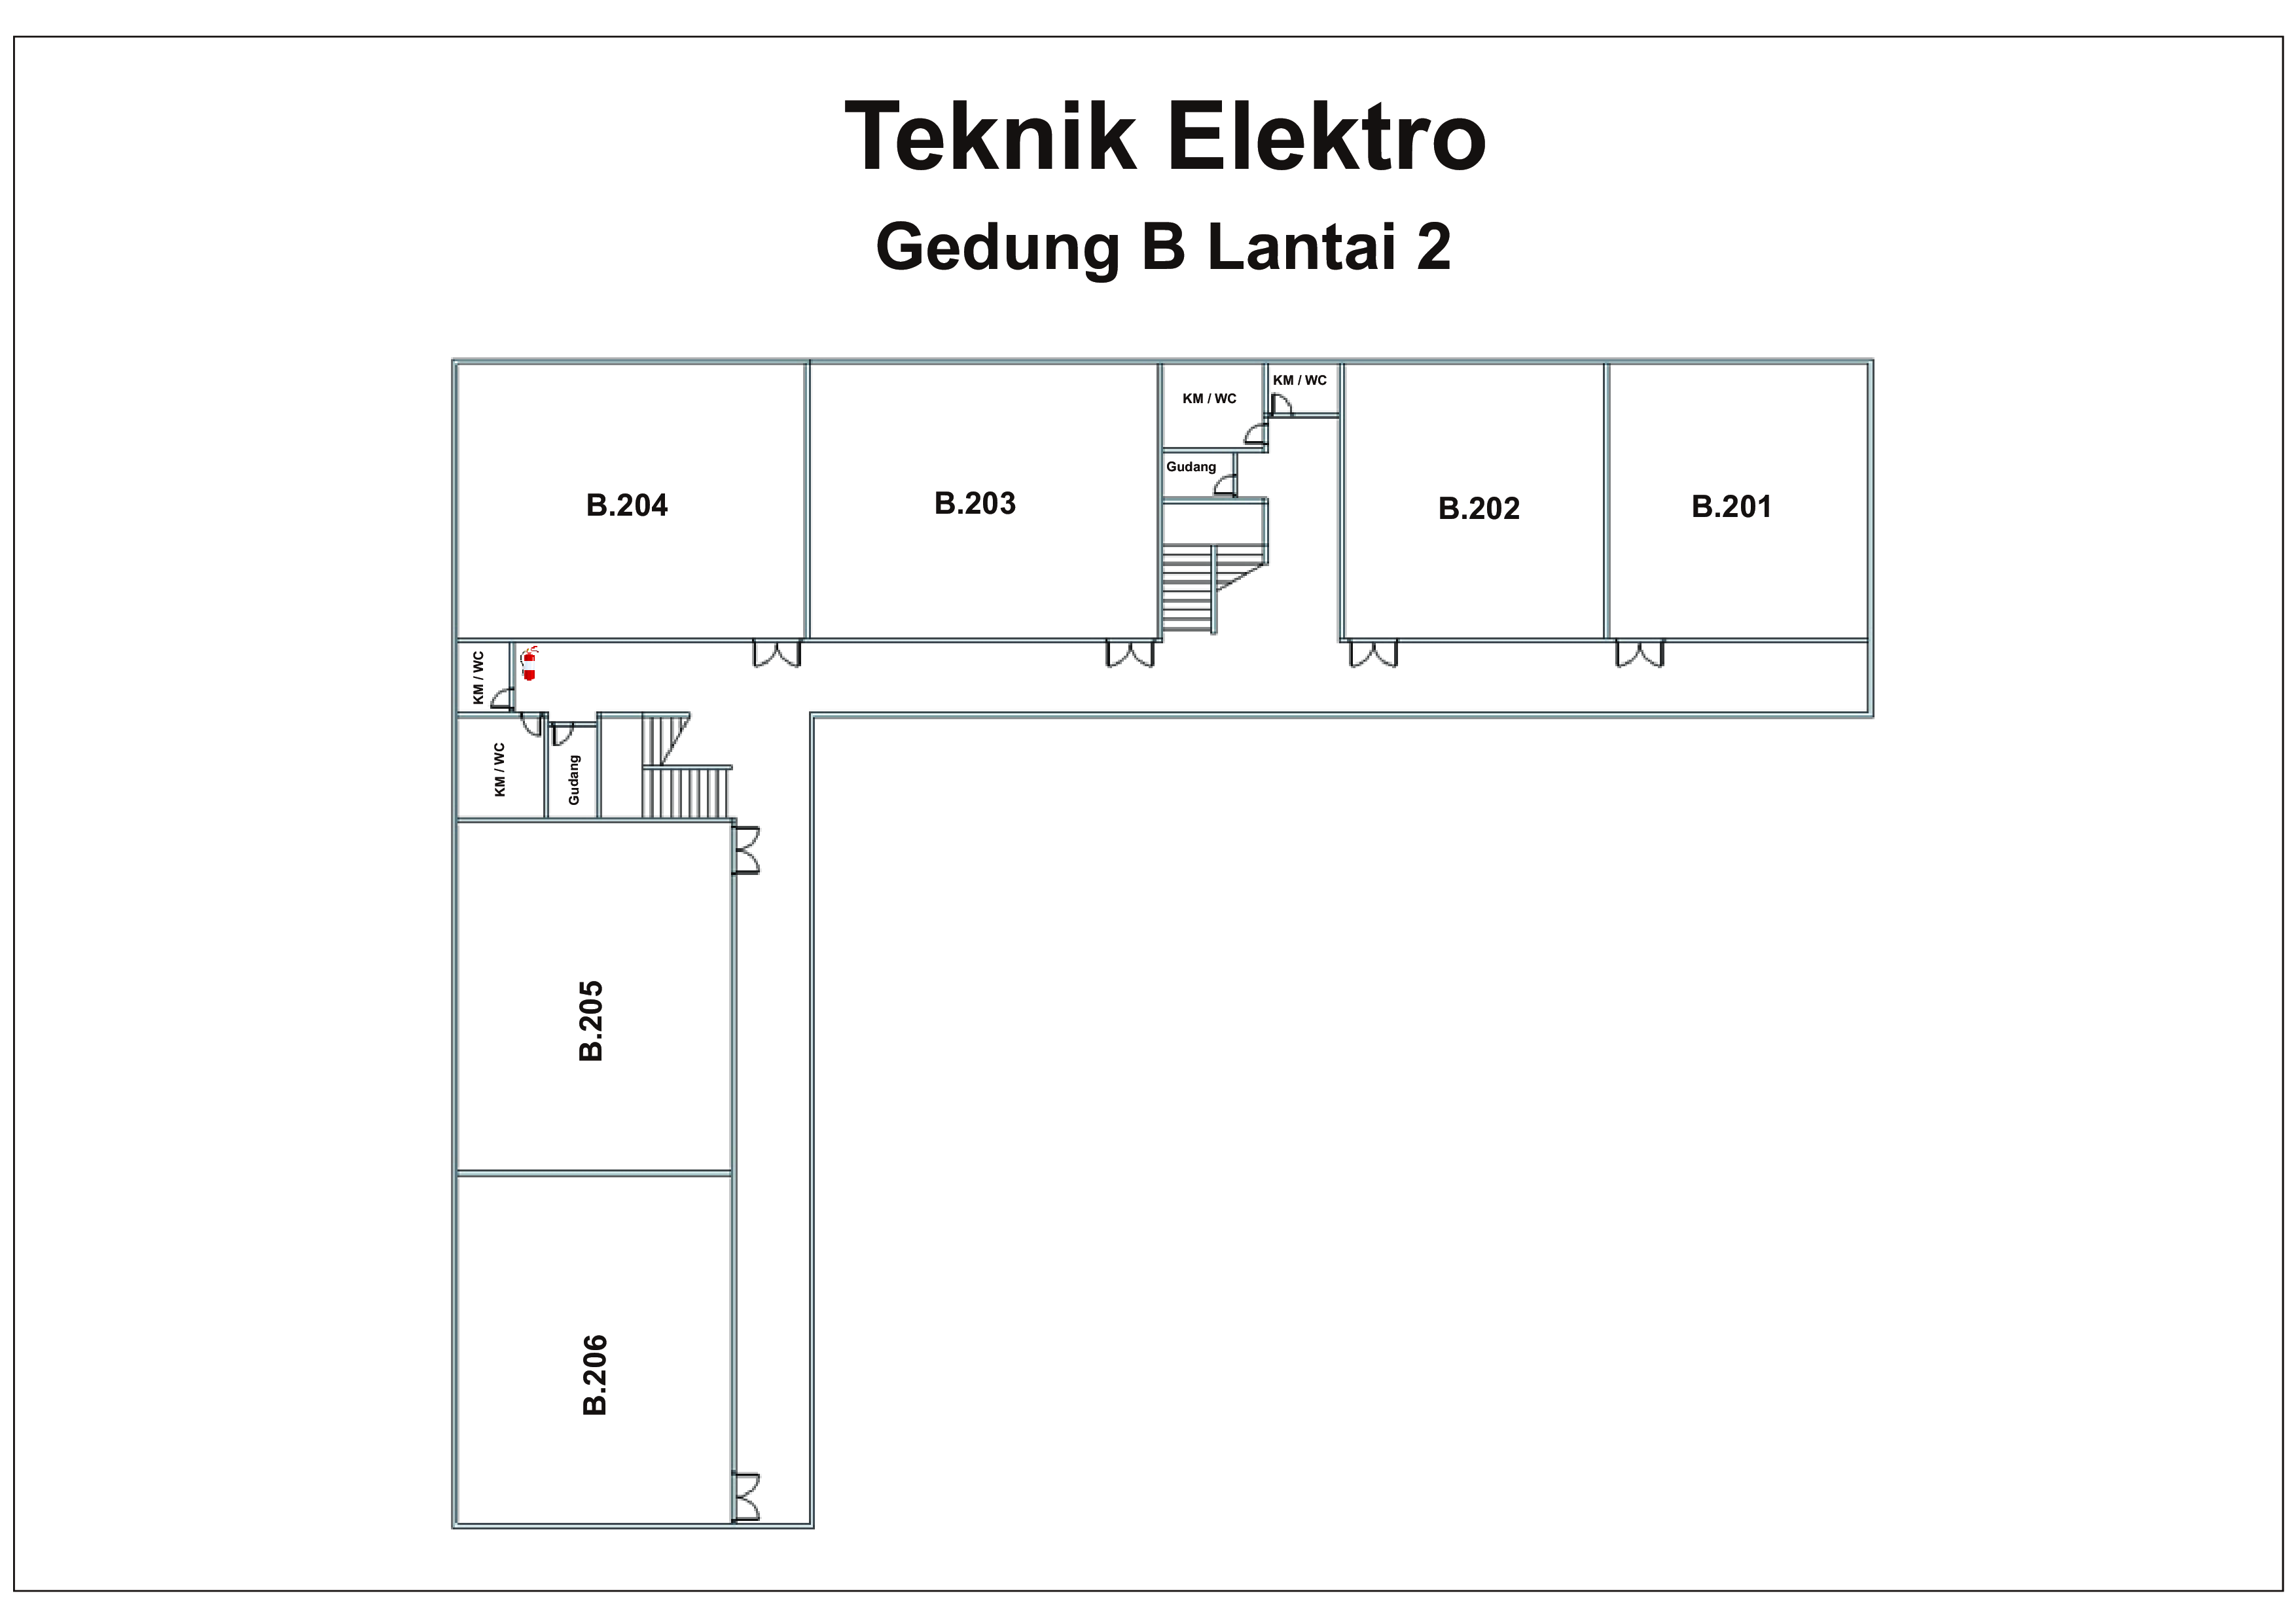 Teknik Elektro
Gedung B Lantai 2
KM / WC
KM / WC
Gudang
B.204
B.203
B.202
B.201
KM / WC
KM / WC
Gudang
B.205
B.206